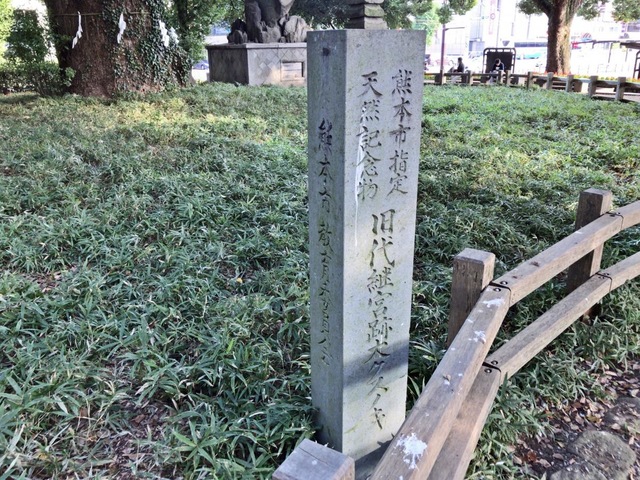 熊本市指定
天然記念物
旧代継宮跡大クスノキ
熊本市教育委員会